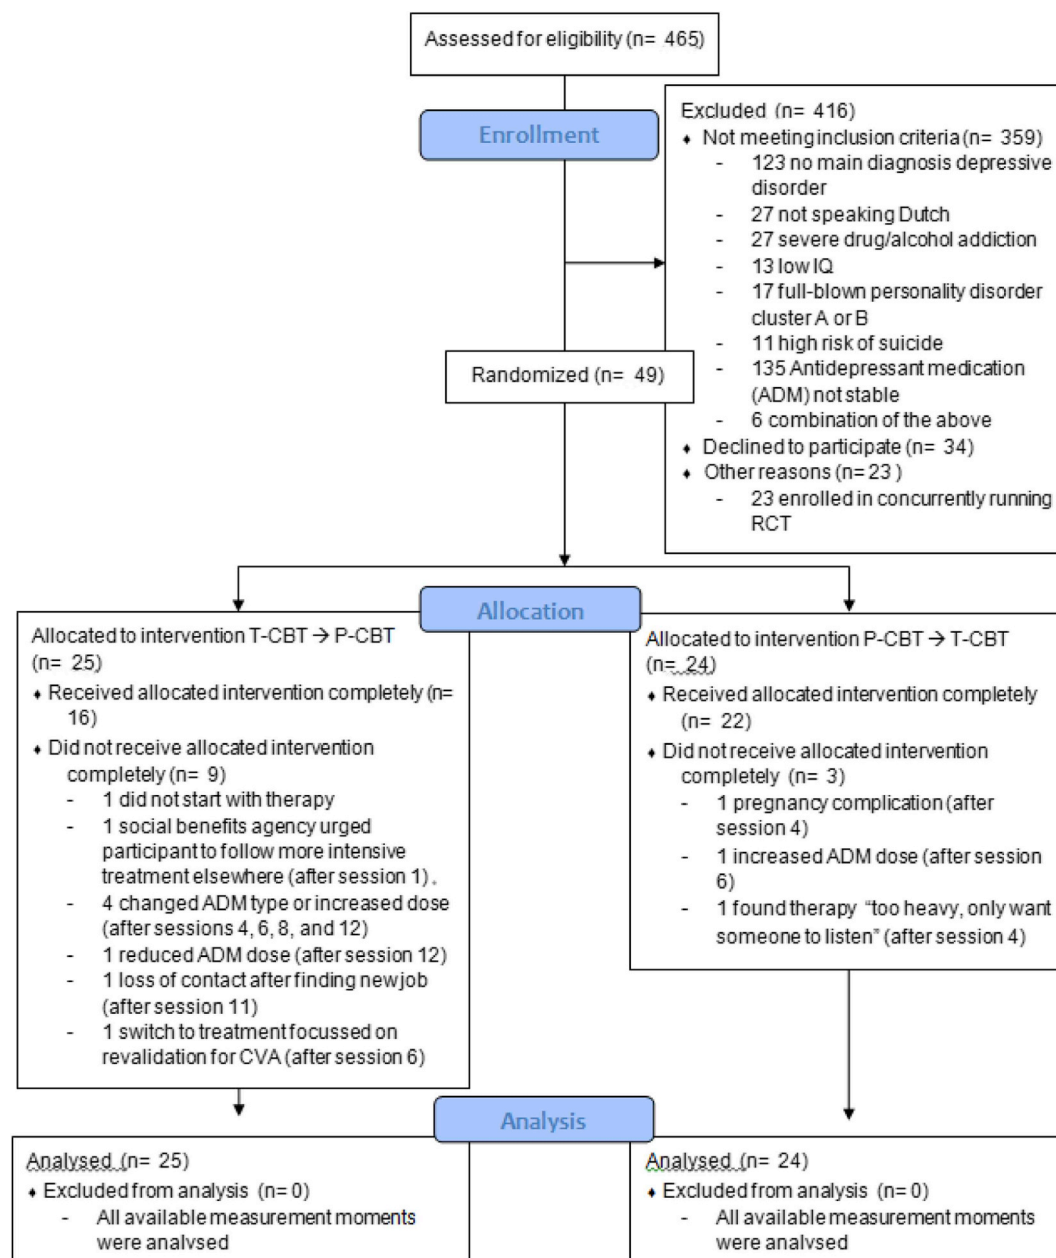 Assessed for eligibility (n= 465)
Enrollment
Excluded (n= 416)
♦ Not meeting inclusion criteria (n= 359)
- 123 no main diagnosis depressive
disorder
- 27 not speaking Dutch
- 27 severe drug/alcohol addiction
- 13 low IQ
- 17 full-blown personality disorder
cluster A or B
- 11 high risk of suicide
- 135 Antidepressant medication
(ADM) not stable
- 6 combination of the above
♦ Declined to participate (n= 34)
♦ Other reasons (n=23 )
- 23 enrolled in concurrently running
RCT
Randomized (n= 49)
Allocation
Allocated to intervention T-CBT → P-CBT
(n= 25)
♦ Received allocated intervention completely (n=
16)
♦ Did not receive allocated intervention
completely (n= 9)
- 1 did not start with therapy
- 1 social benefits agency urged
participant to follow more intensive
treatment elsewhere (after session 1).
- 4 changed ADM type or increased dose
(after sessions 4, 6, 8, and 12)
- 1 reduced ADM dose (after session 12)
- 1 loss of contact after finding new job
(after session 11)
- 1 switch to treatment focussed on
revalidation for CVA (after session 6)
Allocated to intervention P-CBT → T-CBT
(n= 24)
♦ Received allocated intervention completely
(n= 22)
♦ Did not receive allocated intervention
completely (n= 3)
- 1 pregnancy complication (after
session 4)
- 1 increased ADM dose (after session
6)
- 1 found therapy “too heavy, only want
someone to listen” (after session 4)
Analysis
Analysed (n= 25)
♦ Excluded from analysis (n= 0)
- All available measurement moments
were analysed
Analysed (n= 24)
♦ Excluded from analysis (n= 0)
- All available measurement moments
were analysed